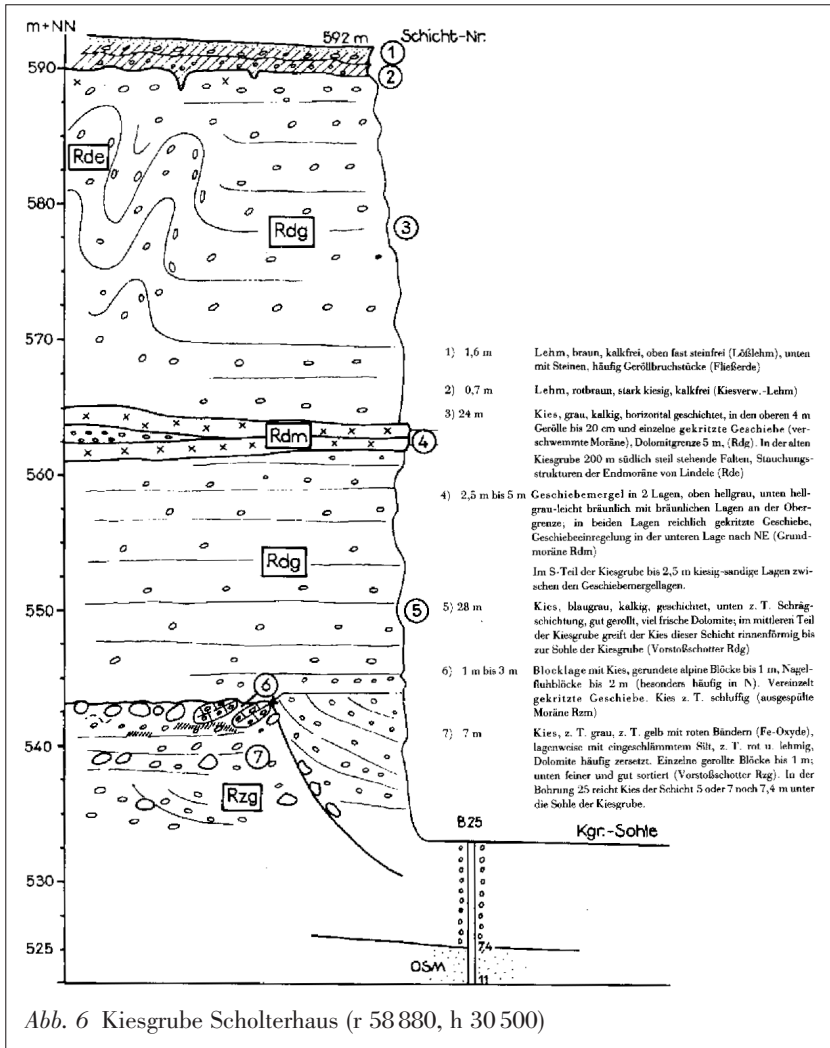 m+NN
592 m
Schicht-Nr.
590
1
2
Rde
580
Rdg
3
570
1) 1,6 m Lehm, braun, kalkfrei, oben fast steinfrei (Lößlehm), unten
mit Steinen, häufig Geröllbruchstücke (Fließerde)
2) 0,7 m Lehm, rotbraun, stark kiesig, kalkfrei (Kiesverw.-Lehm)
3) 24 m Kies, grau, kalkig, horizontal geschichtet, in den oberen 4 m
Gerölle bis 20 cm und einzelne gekritzte Geschiebe (ver-
schwemmte Moräne), Dolomitgrenze 5 m, (Rdg). In der alten
Kiesgrube 200 m südlich steil stehende Falten, Stauchungs-
strukturen der Endmoräne von Lindele (Rde)
Rdm
4
560
4) 2,5 m bis 5 m Geschiebemergel in 2 Lagen, oben hellgrau, unten hell-
grau-leicht bräunlich mit bräunlichen Lagen an der Ober-
grenze; in beiden Lagen reichlich gekritzte Geschiebe,
Geschiebeeinregelung in der unteren Lage nach NE (Grund-
moräne Rdm)
Im S-Teil der Kiesgrube bis 2,5 m kiesig-sandige Lagen zwi-
schen den Geschiebemergellagen.
Rdg
550
5
5) 28 m Kies, blaugrau, kalkig, geschichtet, unten z. T. Schräg-
schichtung, gut gerollt, viel frische Dolomite; im mittleren Teil
der Kiesgrube greift der Kies dieser Schicht rinnenförmig bis
zur Sohle der Kiesgrube (Vorstoßschotter Rdg)
6
6) 1 m bis 3 m Blocklage mit Kies, gerundete alpine Blöcke bis 1 m, Nagel-
fluhblöcke bis 2 m (besonders häufig in N). Vereinzelt
gekritzte Geschiebe. Kies z. T. schluffig (ausgespülte
Moräne Rzm)
540
7
Rzg
7) 7 m Kies, z. T. grau, z. T. gelb mit roten Bändern (Fe-Oxyde),
lagenweise mit eingeschlämmtem Silt, z. T. rot u. lehmig,
Dolomite häufig zersetzt. Einzelne gerollte Blöcke bis 1 m;
unten feiner und gut sortiert (Vorstoßschotter Rzg). In der
Bohrung 25 reicht Kies der Schicht 5 oder 7 noch 7,4 m unter
die Sohle der Kiesgrube.
B25
Kgr.-Sohle
530
525
7,4
OSM
11
Abb. 6 Kiesgrube Scholterhaus (r 58 880, h 30 500)